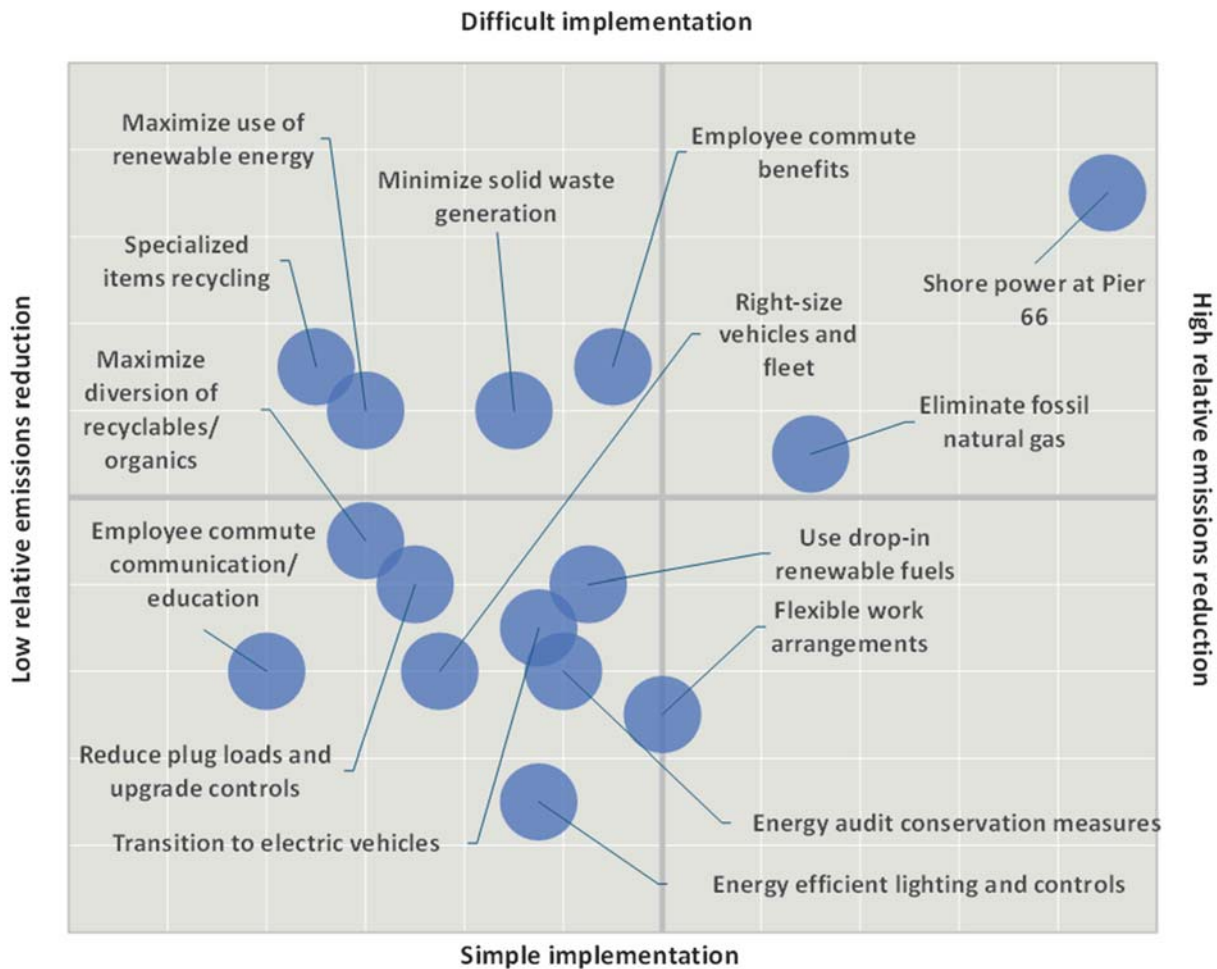 Difficult implementation
Maximize use of
renewable energy
Employee commute
benefits
Minimize solid waste
generation
Specialized
items recycling
Shore power at Pier
66
Right-size
vehicles and
fleet
Maximize
diversion of
recyclables/
organics
Eliminate fossil
natural gas
Low relative emissions reduction
High relative emissions reduction
Employee commute
communication/
education
Use drop-in
renewable fuels
Flexible work
arrangements
Reduce plug loads and
upgrade controls
Transition to electric vehicles
Energy audit conservation measures
Energy efficient lighting and controls
Simple implementation